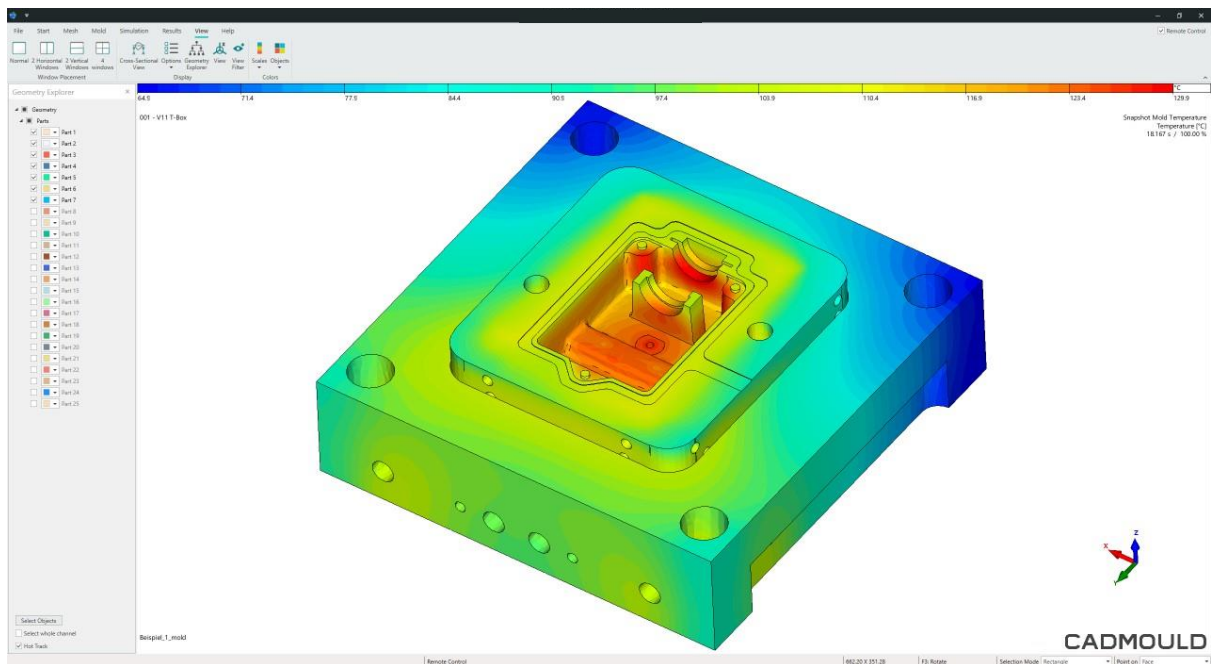 File Start Mesh Mold Simulation Results View Help
Remote Control
Normal 2 Horizontal Windows 2 Vertical Windows 4 windows Cross-Sectional View Options Geometry Explorer View View Filter Scales Objects
Window Placement Display Colors
Geometry Explorer
64.5 71.4 77.9 84.4 90.9 97.4 103.9 110.4 116.9 123.4 129.9
°C
001 - V11 T-Box
Snapshot Mold Temperature
Temperature [°C]
18.167 s / 100.00 %
Geometry
Parts
Part 1
Part 2
Part 3
Part 4
Part 5
Part 6
Part 7
Part 8
Part 9
Part 10
Part 11
Part 12
Part 13
Part 14
Part 15
Part 16
Part 17
Part 18
Part 19
Part 20
Part 21
Part 22
Part 23
Part 24
Part 25
Z
X
Y
Select Objects
Select whole channel
Hot Track
Beispiel_1_mold
CADMOULD
Remote Control 662.20 X 351.28 F3: Rotate Selection Mode Rectangle Point on Face